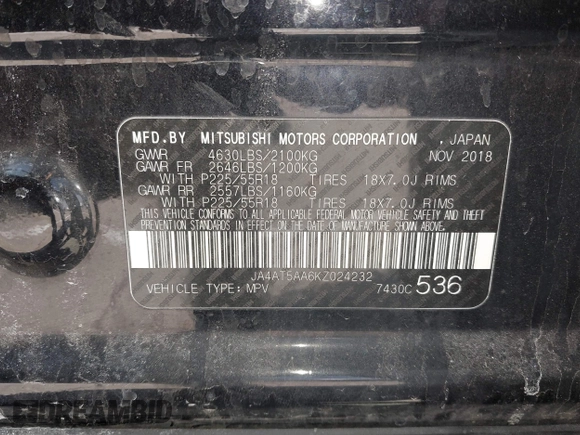 MFD.BY MITSUBISHI MOTORS CORPORATION , JAPAN
GVWR 4630LBS/2100KG NOV 2018
GAWR FR 2646LBS/1200KG
WITH P225/55R18 TIRES 18X7.0J RIMS
GAWR RR 2557LBS/1160KG
WITH P225/55R18 TIRES 18X7.0J RIMS
THIS VEHICLE CONFORMS TO ALL APPLICABLE FEDERAL MOTOR VEHICLE SAFETY AND THEFT
PREVENTION STANDARDS IN EFFECT ON THE DATE OF MANUFACTURE SHOWN ABOVE.
JA4AT5AA6KZ024232
VEHICLE TYPE: MPV 7430C 536
FIDREAMBID